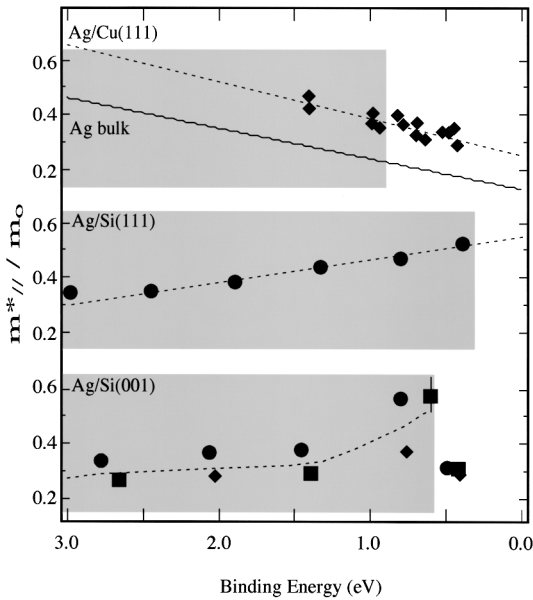 Ag/Cu(111)
0.6
0.4
Ag bulk
0.2
Ag/Si(111)
0.6
0.4
0.2
Ag/Si(001)
0.6
0.4
0.2
m*// / mo
3.0 2.0 1.0 0.0
Binding Energy (eV)